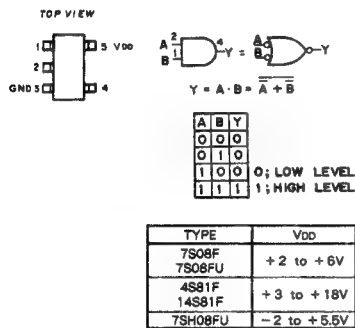 TOP VIEW
1 5 VDD
2
GND 3 4
A 2 4 Y = A Y
B 1 B
Y = A · B = A + B
A B Y
0 0 0
0 1 0
1 0 0 0; LOW LEVEL
1 1 1 1; HIGH LEVEL
TYPE VDD
7S08F
7S08FU +2 to +6V
4S81F
14S81F +3 to +18V
7SH08FU -2 to +5.5V